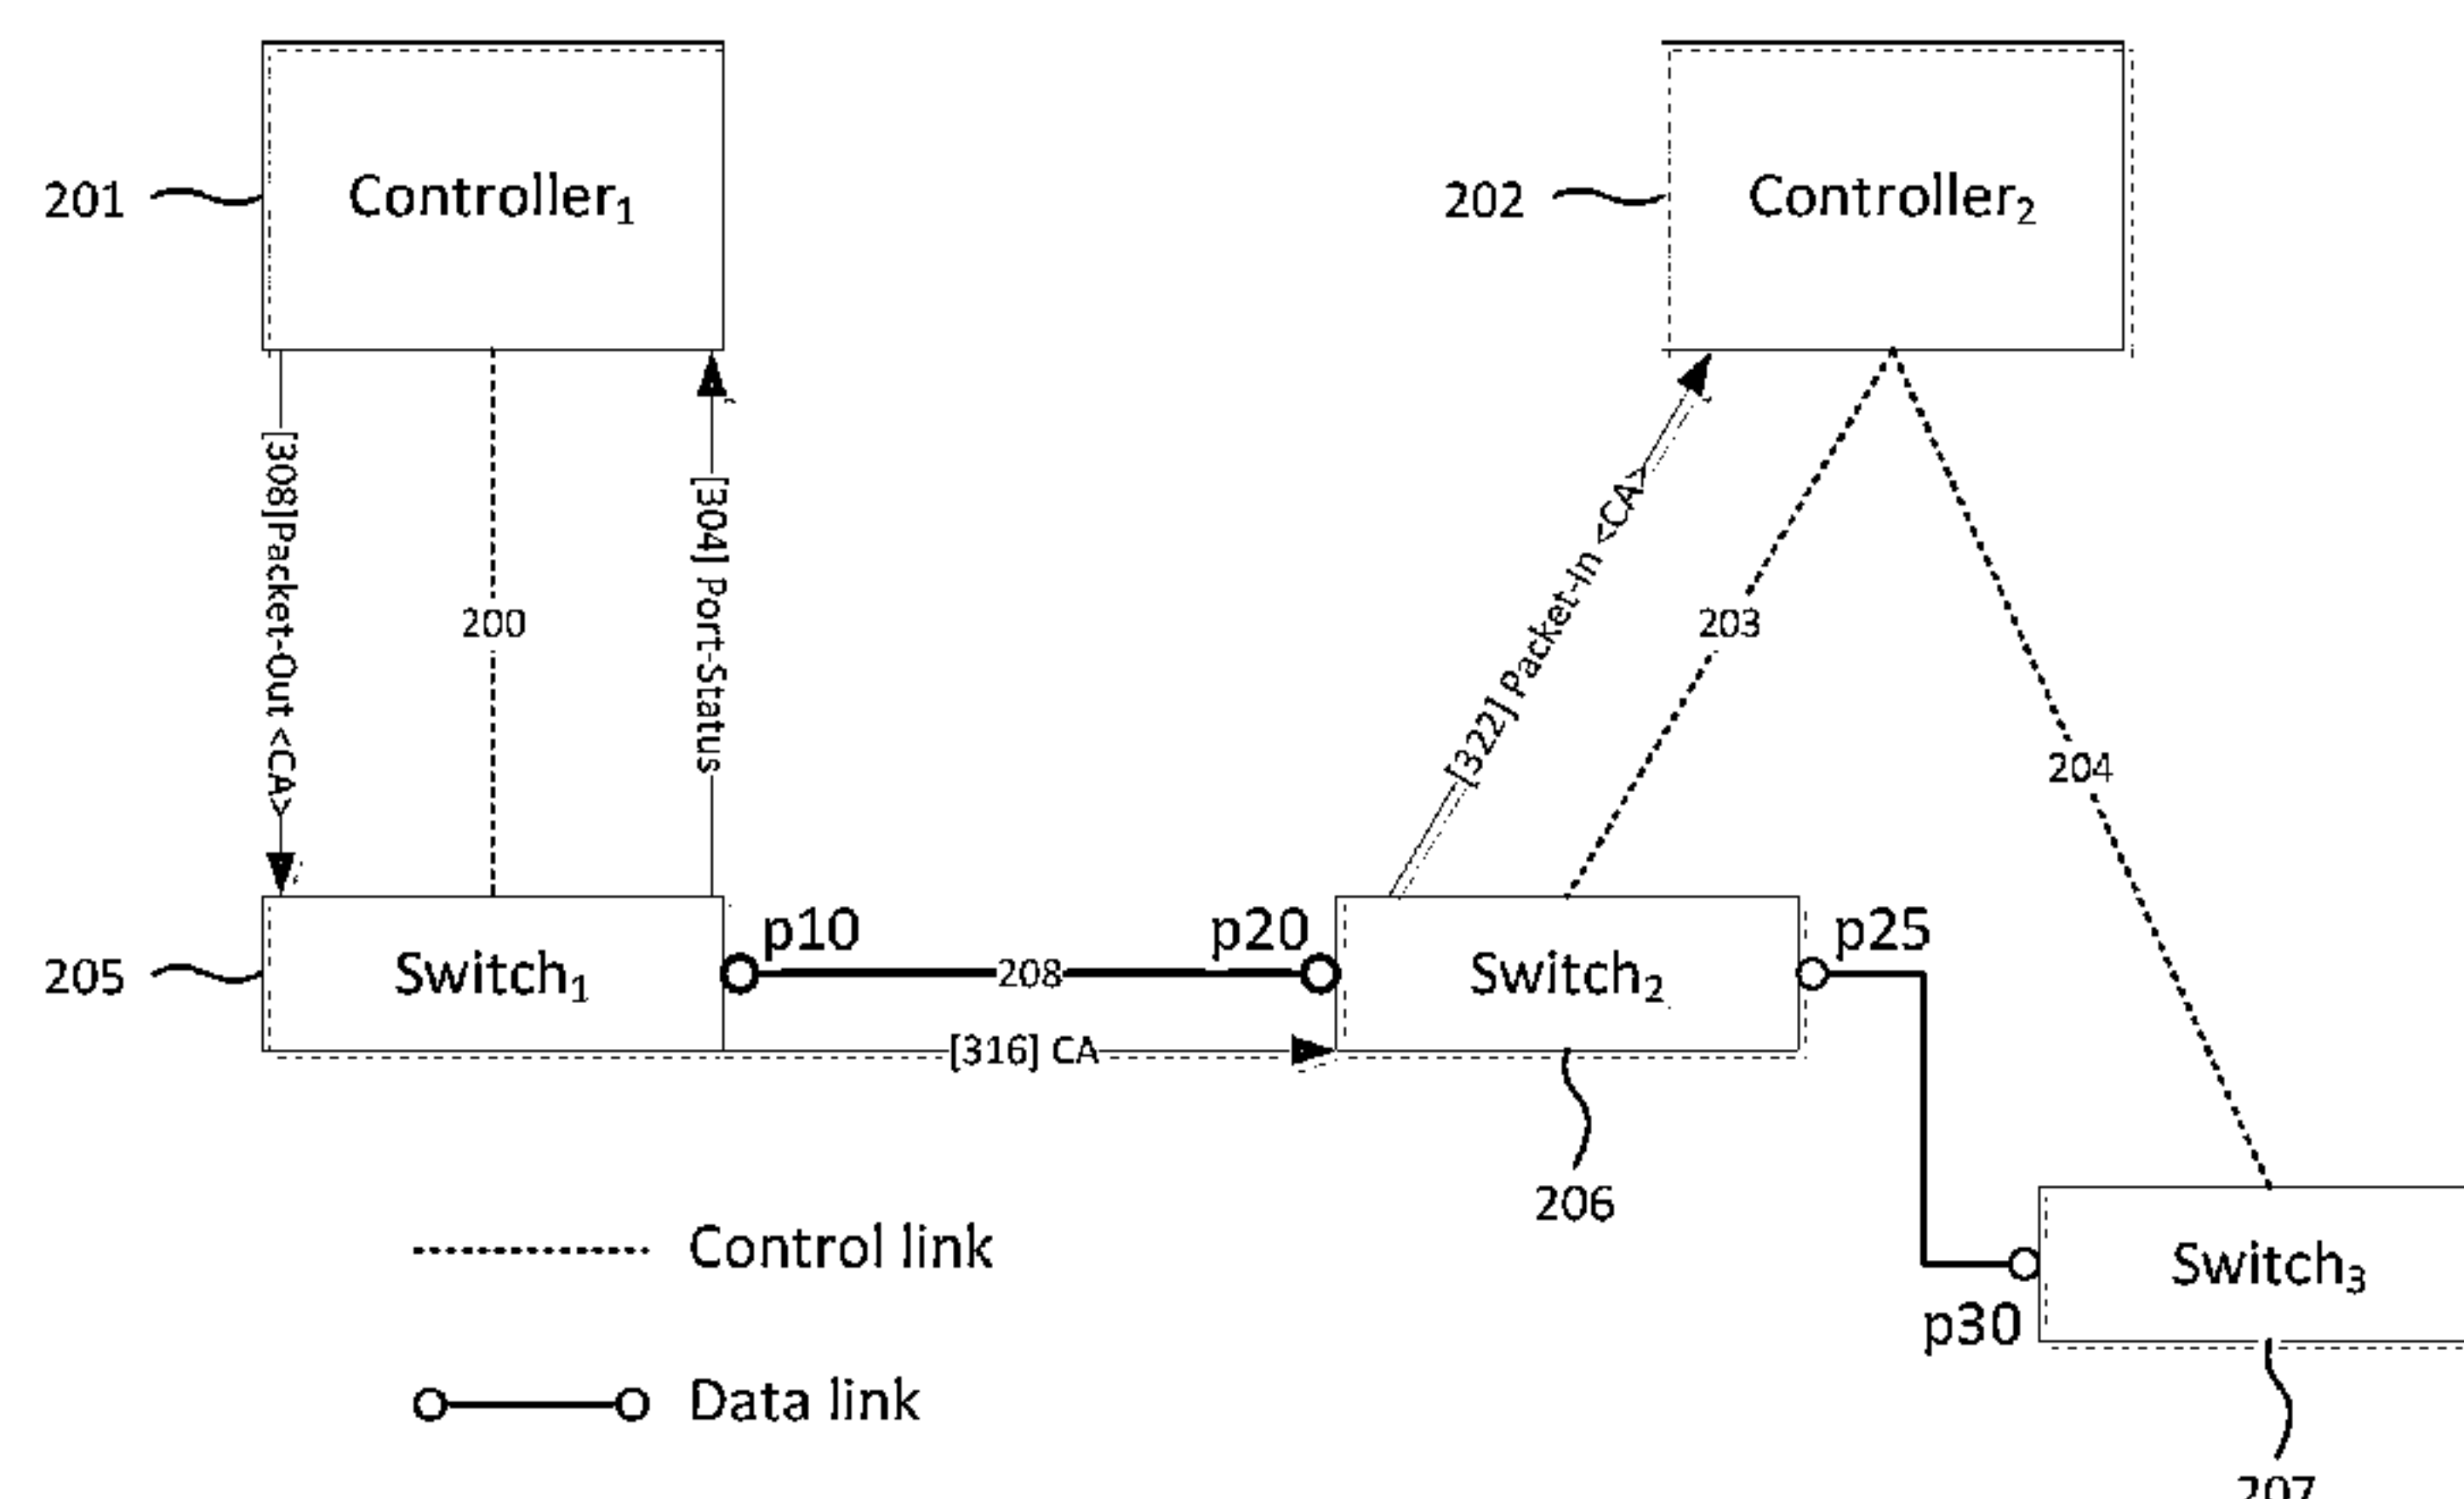 201
Controller₁
202
Controller₂
[308]Packet-Out <CA>
200
[304] Port-Status
[322] Packet-In <CA>
203
204
205
Switch₁
p10
208
p20
Switch₂
p25
[316] CA
206
Control link
Switch₃
p30
Data link
207